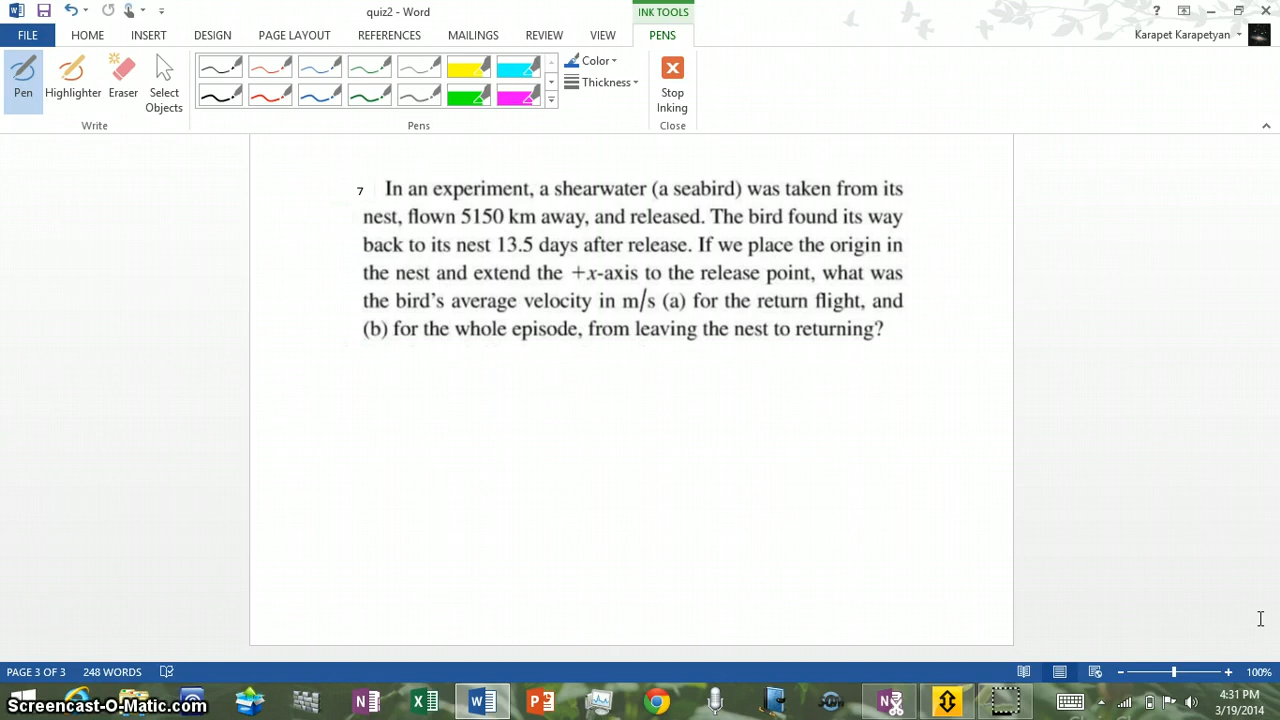 quiz2 - Word
INK TOOLS
?
FILE
HOME
INSERT
DESIGN
PAGE LAYOUT
REFERENCES
MAILINGS
REVIEW
VIEW
PENS
Karapet Karapetyan
Pen
Highlighter
Eraser
Select
Objects
Color
Thickness
Stop
Inking
Write
Pens
Close
7 In an experiment, a shearwater (a seabird) was taken from its
nest, flown 5150 km away, and released. The bird found its way
back to its nest 13.5 days after release. If we place the origin in
the nest and extend the +x-axis to the release point, what was
the bird's average velocity in m/s (a) for the return flight, and
(b) for the whole episode, from leaving the nest to returning?
PAGE 3 OF 3
248 WORDS
100%
Screencast-O-Matic.com
4:31 PM
3/19/2014